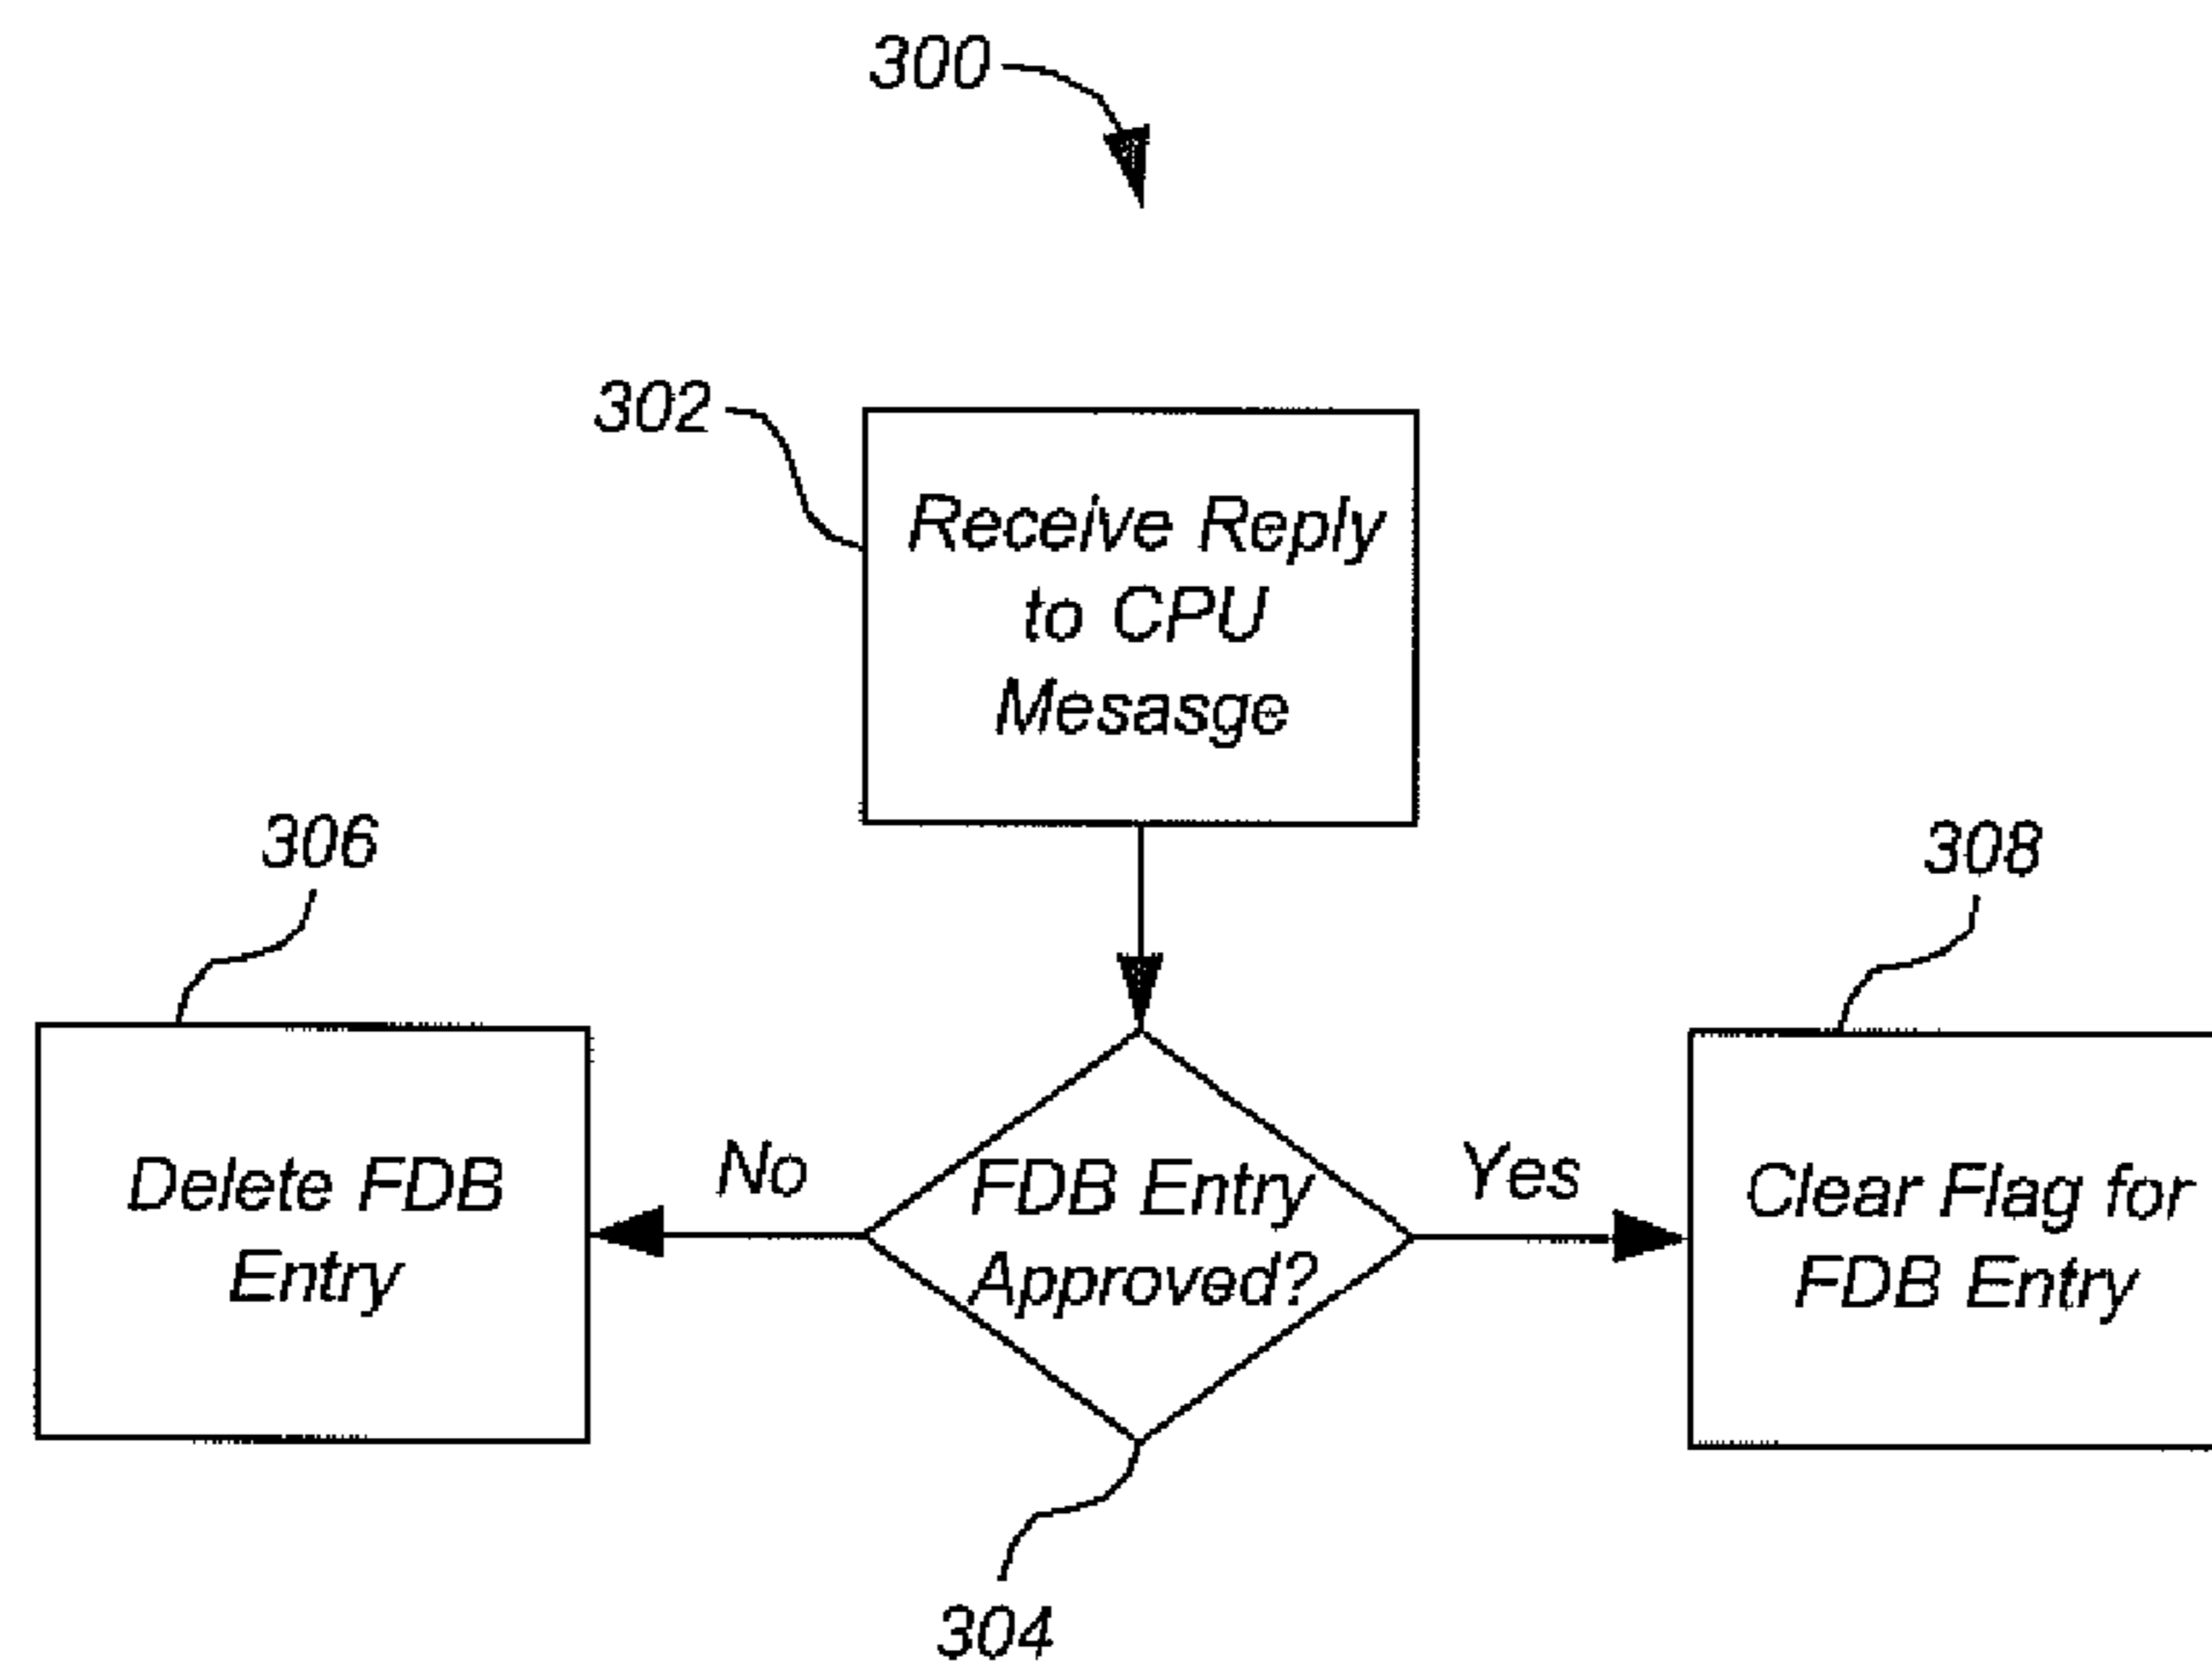 300
302
Receive Reply
to CPU
Mesasge
306
308
Delete FDB
Entry
No
FDB Entry
Approved?
Yes
Clear Flag for
FDB Entry
304